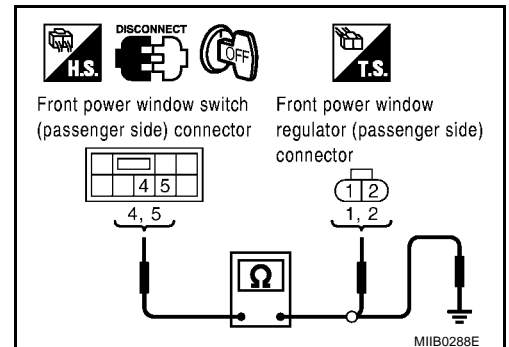 DISCONNECT
H.S.
OFF
T.S.
Front power window switch
(passenger side) connector
Front power window
regulator (passenger side)
connector
4 5
4, 5
1 2
1, 2
Ω
MIIB0288E